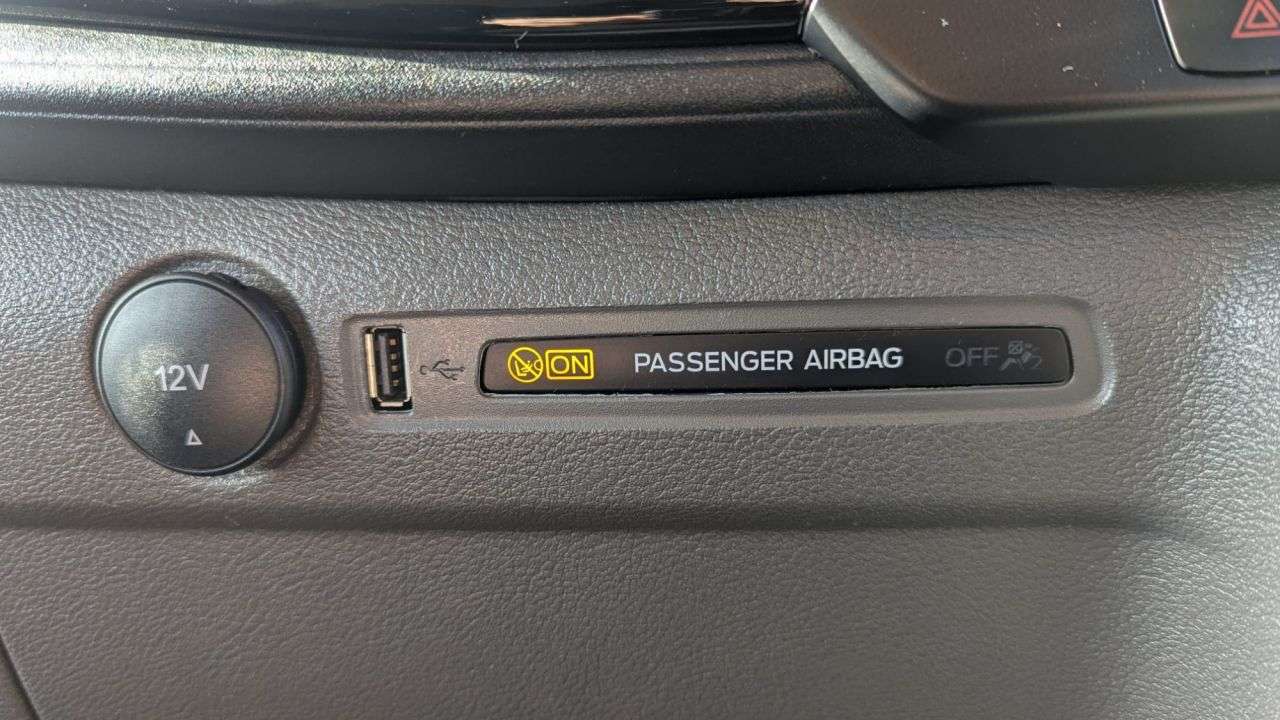 12V
ON PASSENGER AIRBAG OFF